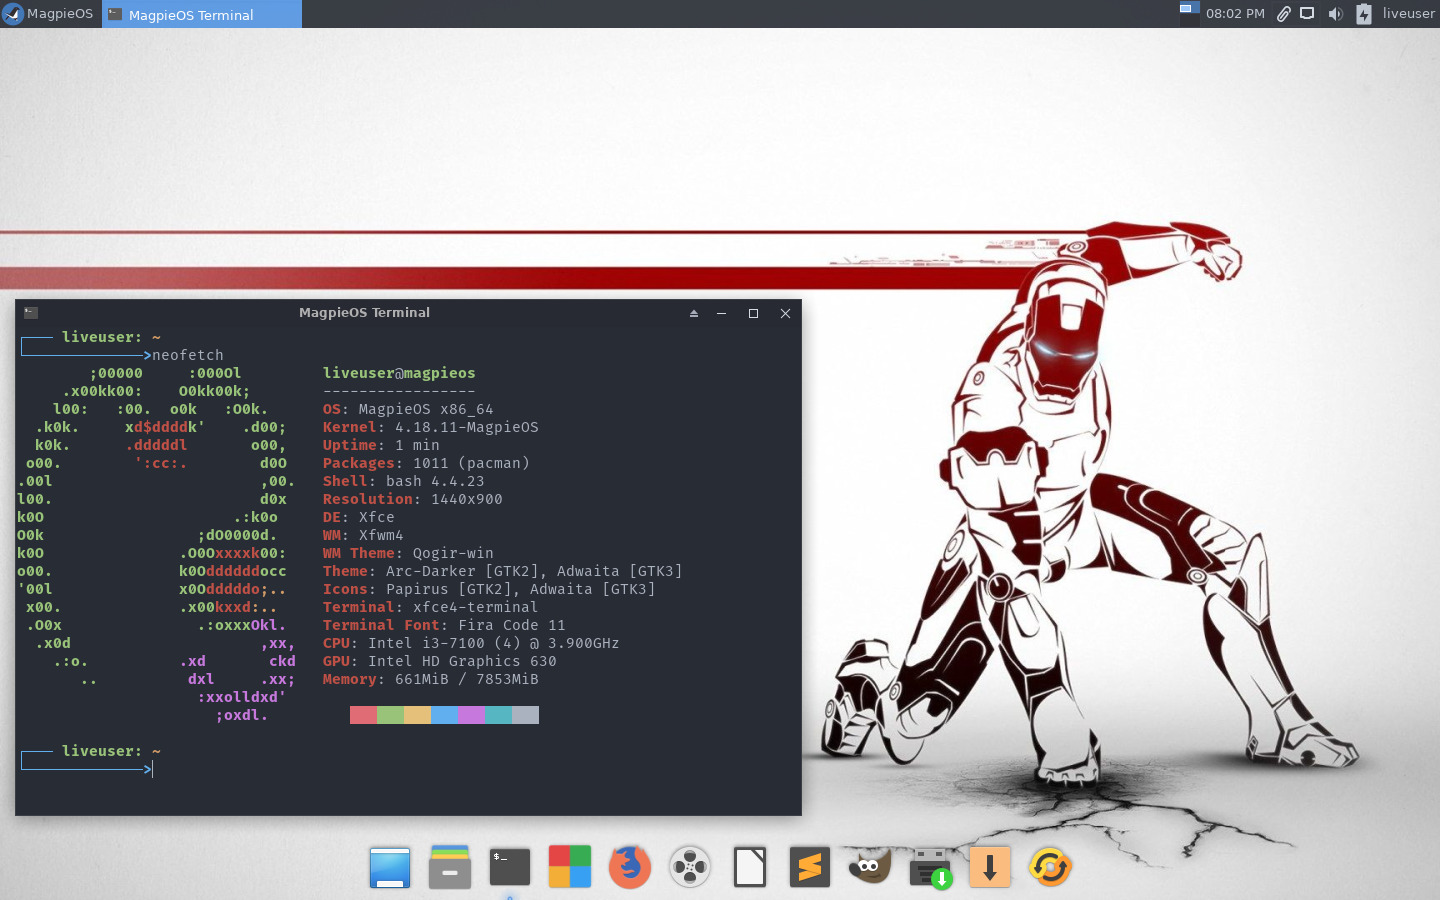 MagpieOS
MagpieOS Terminal
08:02 PM
liveuser
MagpieOS Terminal
liveuser: ~
>neofetch
;00000     :000Ol
.x00kk00:    O0kk00k;
l00:   :00.  o0k   :O0k.
.k0k.     xd$ddddk'    .d00;
k0k.      .dddddl       o00,
o00.        ':cc:.        d0O
.00l                       ,00.
l00.                       d0x
k0O                     .:k0o
O0k                 ;dO0000d.
k0O               .O0Oxxxxk00:
o00.              k0Oddddddocc
'00l              x0Odddddo;..
x00.             .x00kxxd:..
.O0x               .:oxxxOkl.
.x0d                     ,xx,
.:o.          .xd       ckd
..          dxl     .xx;
:xxolldxd'
;oxdl.
liveuser@magpieos
-----------------
OS: MagpieOS x86_64
Kernel: 4.18.11-MagpieOS
Uptime: 1 min
Packages: 1011 (pacman)
Shell: bash 4.4.23
Resolution: 1440x900
DE: Xfce
WM: Xfwm4
WM Theme: Qogir-win
Theme: Arc-Darker [GTK2], Adwaita [GTK3]
Icons: Papirus [GTK2], Adwaita [GTK3]
Terminal: xfce4-terminal
Terminal Font: Fira Code 11
CPU: Intel i3-7100 (4) @ 3.900GHz
GPU: Intel HD Graphics 630
Memory: 661MiB / 7853MiB
liveuser: ~
>
$_